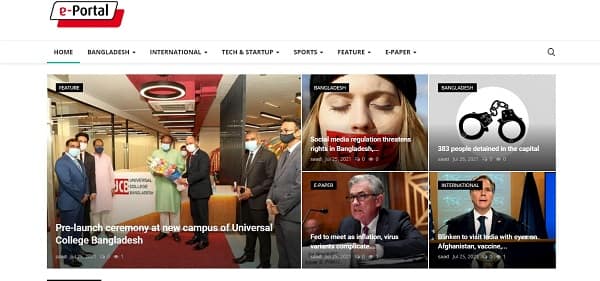 e-Portal
HOME BANGLADESH INTERNATIONAL TECH & STARTUP SPORTS FEATURE E-PAPER
FEATURE
UCB UNIVERSAL
COLLEGE
BANGLADESH
Pre-launch ceremony at new campus of Universal
College Bangladesh
saad Jul 25, 2021 0 1
BANGLADESH
Social media regulation threatens
rights in Bangladesh,...
saad Jul 25, 2021 0 0
BANGLADESH
383 people detained in the capital
saad Jul 25, 2021 0 0
E-PAPER
Fed to meet as inflation, virus
variants complicate...
saad Jul 25, 2021 0 0
INTERNATIONAL
Blinken to visit India with eyes on
Afghanistan, vaccine,...
saad Jul 25, 2021 0 0